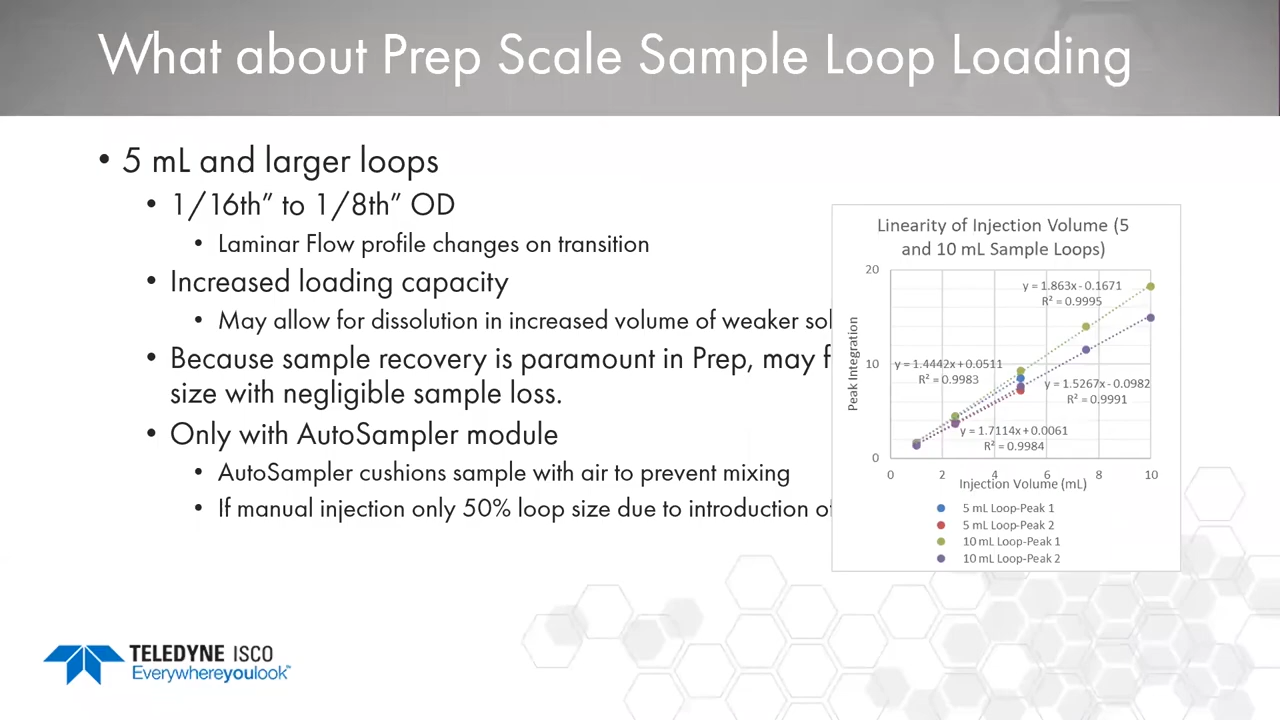 What about Prep Scale Sample Loop Loading
• 5 mL and larger loops
• 1/16th” to 1/8th” OD
• Laminar Flow profile changes on transition
• Increased loading capacity
• May allow for dissolution in increased volume of weaker
• Because sample recovery is paramount in Prep, may
size with negligible sample loss.
• Only with AutoSampler module
• AutoSampler cushions sample with air to prevent mixing
• If manual injection only 50% loop size due to introduction
Linearity of Injection Volume (5
and 10 mL Sample Loops)
Peak Integration
20
10
0
y = 1.863x - 0.1671
R² = 0.9995
y = 1.4442x + 0.0511
R² = 0.9983
y = 1.5267x - 0.0982
R² = 0.9991
y = 1.7114x + 0.0061
R² = 0.9984
0 2 4 6 8 10
Injection Volume (mL)
5 mL Loop-Peak 1
5 mL Loop-Peak 2
10 mL Loop-Peak 1
10 mL Loop-Peak 2
TELEDYNE ISCO
Everywhereyoulook™